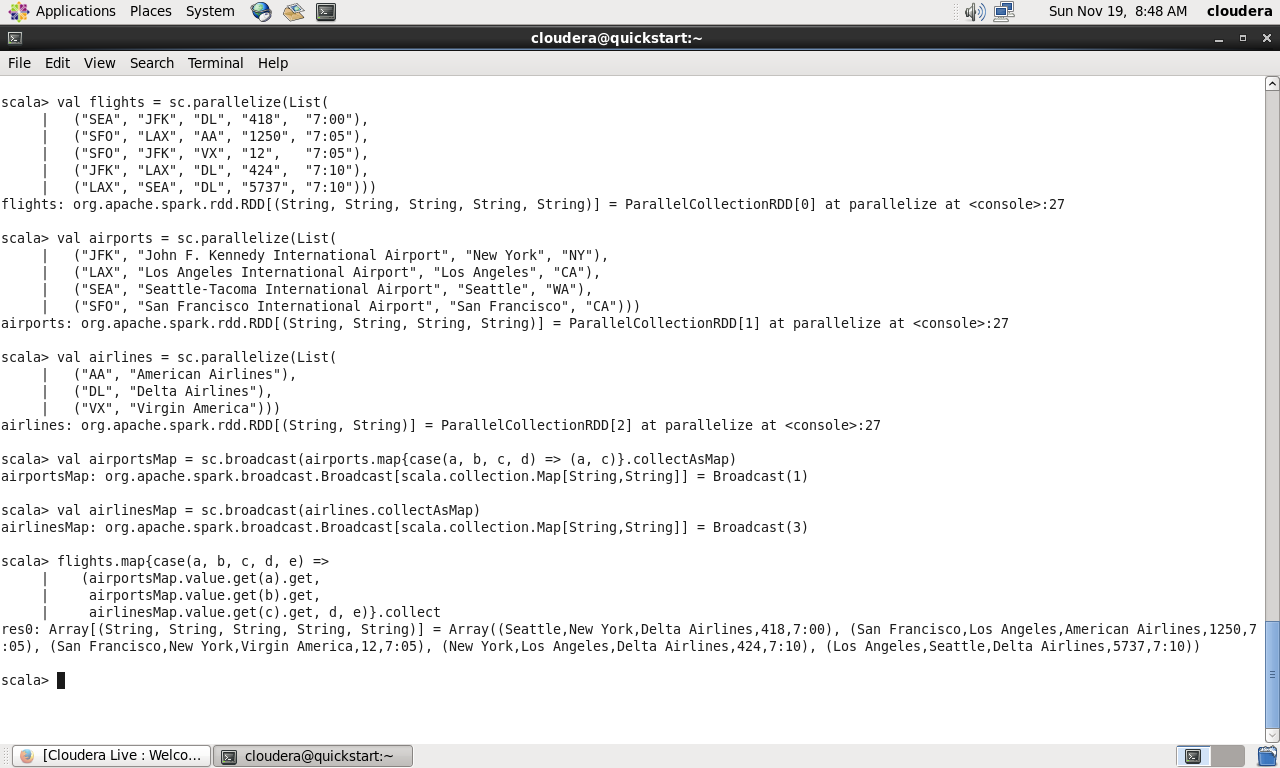 Applications Places System Sun Nov 19, 8:48 AM cloudera
cloudera@quickstart:~
File Edit View Search Terminal Help
scala> val flights = sc.parallelize(List(
     |   ("SEA", "JFK", "DL", "418",  "7:00"),
     |   ("SFO", "LAX", "AA", "1250", "7:05"),
     |   ("SFO", "JFK", "VX", "12",   "7:05"),
     |   ("JFK", "LAX", "DL", "424",  "7:10"),
     |   ("LAX", "SEA", "DL", "5737", "7:10")))
flights: org.apache.spark.rdd.RDD[(String, String, String, String, String)] = ParallelCollectionRDD[0] at parallelize at <console>:27
scala> val airports = sc.parallelize(List(
     |   ("JFK", "John F. Kennedy International Airport", "New York", "NY"),
     |   ("LAX", "Los Angeles International Airport", "Los Angeles", "CA"),
     |   ("SEA", "Seattle-Tacoma International Airport", "Seattle", "WA"),
     |   ("SFO", "San Francisco International Airport", "San Francisco", "CA")))
airports: org.apache.spark.rdd.RDD[(String, String, String, String)] = ParallelCollectionRDD[1] at parallelize at <console>:27
scala> val airlines = sc.parallelize(List(
     |   ("AA", "American Airlines"),
     |   ("DL", "Delta Airlines"),
     |   ("VX", "Virgin America")))
airlines: org.apache.spark.rdd.RDD[(String, String)] = ParallelCollectionRDD[2] at parallelize at <console>:27
scala> val airportsMap = sc.broadcast(airports.map{case(a, b, c, d) => (a, c)}.collectAsMap)
airportsMap: org.apache.spark.broadcast.Broadcast[scala.collection.Map[String,String]] = Broadcast(1)
scala> val airlinesMap = sc.broadcast(airlines.collectAsMap)
airlinesMap: org.apache.spark.broadcast.Broadcast[scala.collection.Map[String,String]] = Broadcast(3)
scala> flights.map{case(a, b, c, d, e) =>
     |    (airportsMap.value.get(a).get,
     |     airportsMap.value.get(b).get,
     |     airlinesMap.value.get(c).get, d, e)}.collect
res0: Array[(String, String, String, String, String)] = Array((Seattle,New York,Delta Airlines,418,7:00), (San Francisco,Los Angeles,American Airlines,1250,7
:05), (San Francisco,New York,Virgin America,12,7:05), (New York,Los Angeles,Delta Airlines,424,7:10), (Los Angeles,Seattle,Delta Airlines,5737,7:10))
scala>
[Cloudera Live : Welco... cloudera@quickstart:~